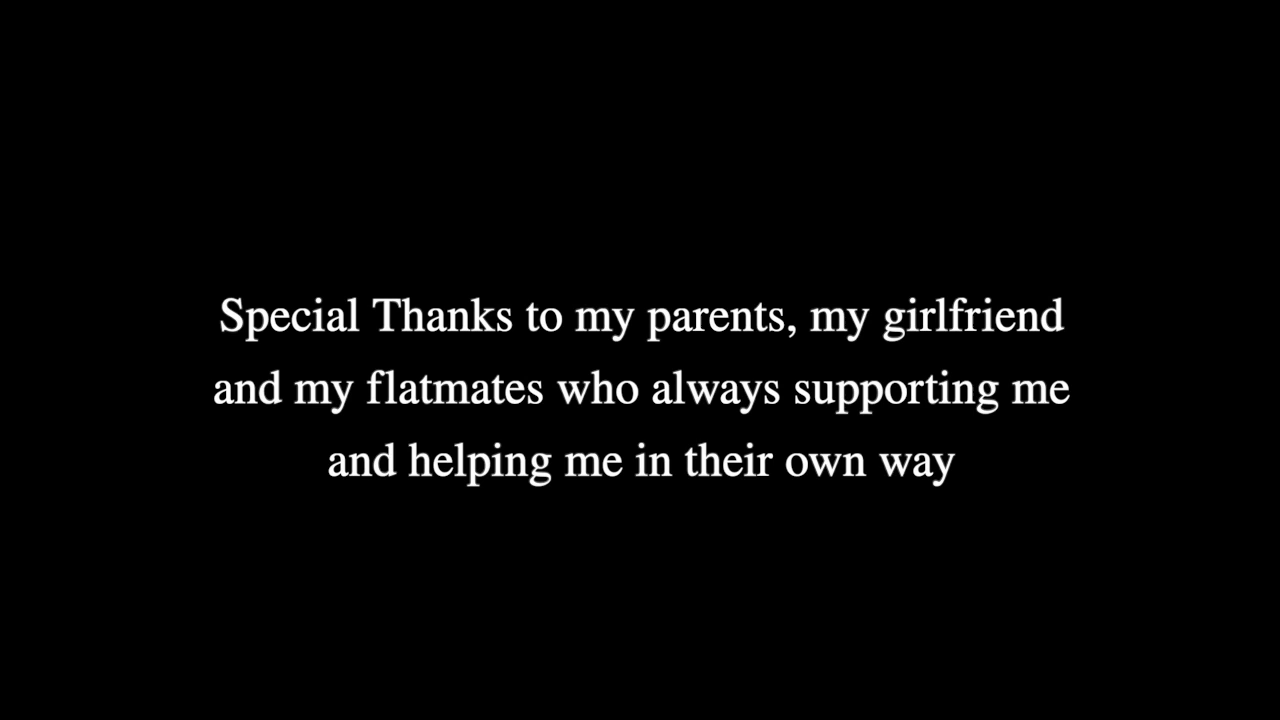 Special Thanks to my parents, my girlfriend
and my flatmates who always supporting me
and helping me in their own way